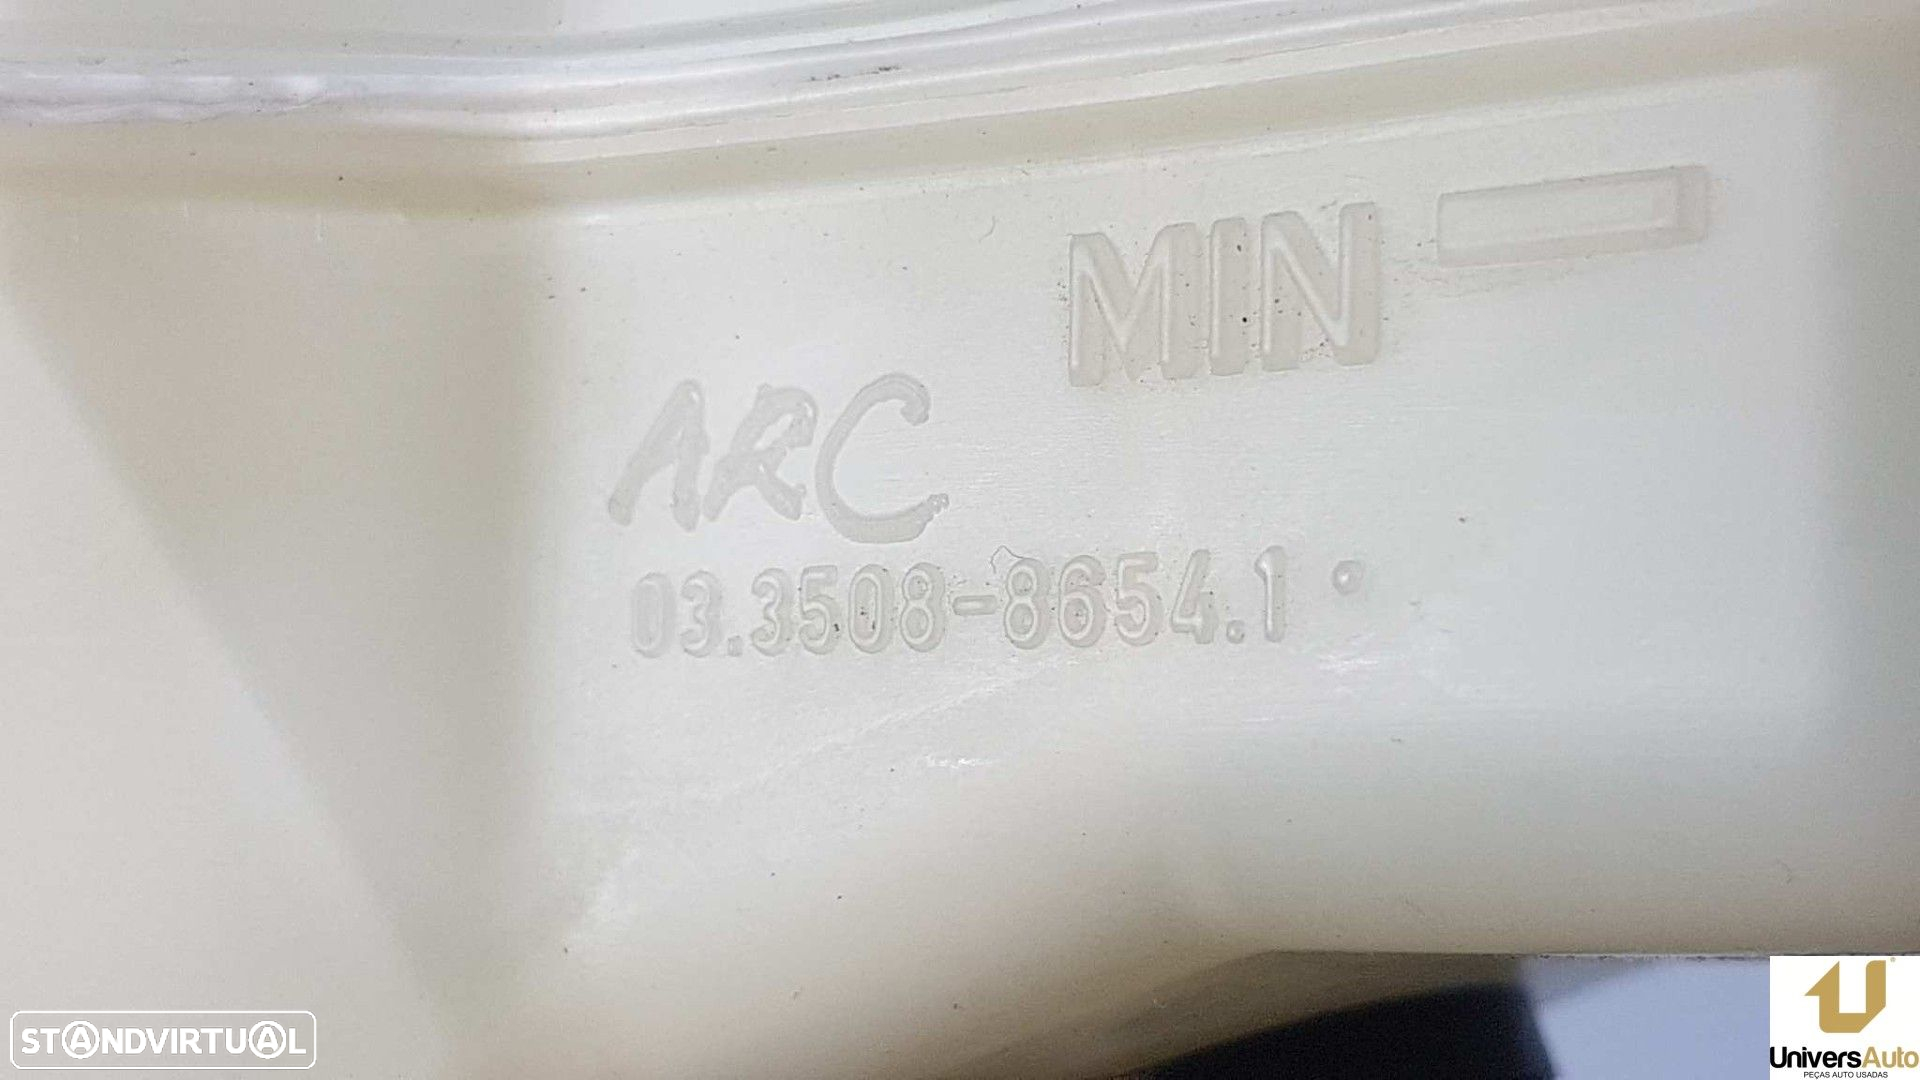 MIN
ARC
03.3508-8654.1
STANDVIRTUAL
UniversAuto
PEÇAS AUTO USADAS